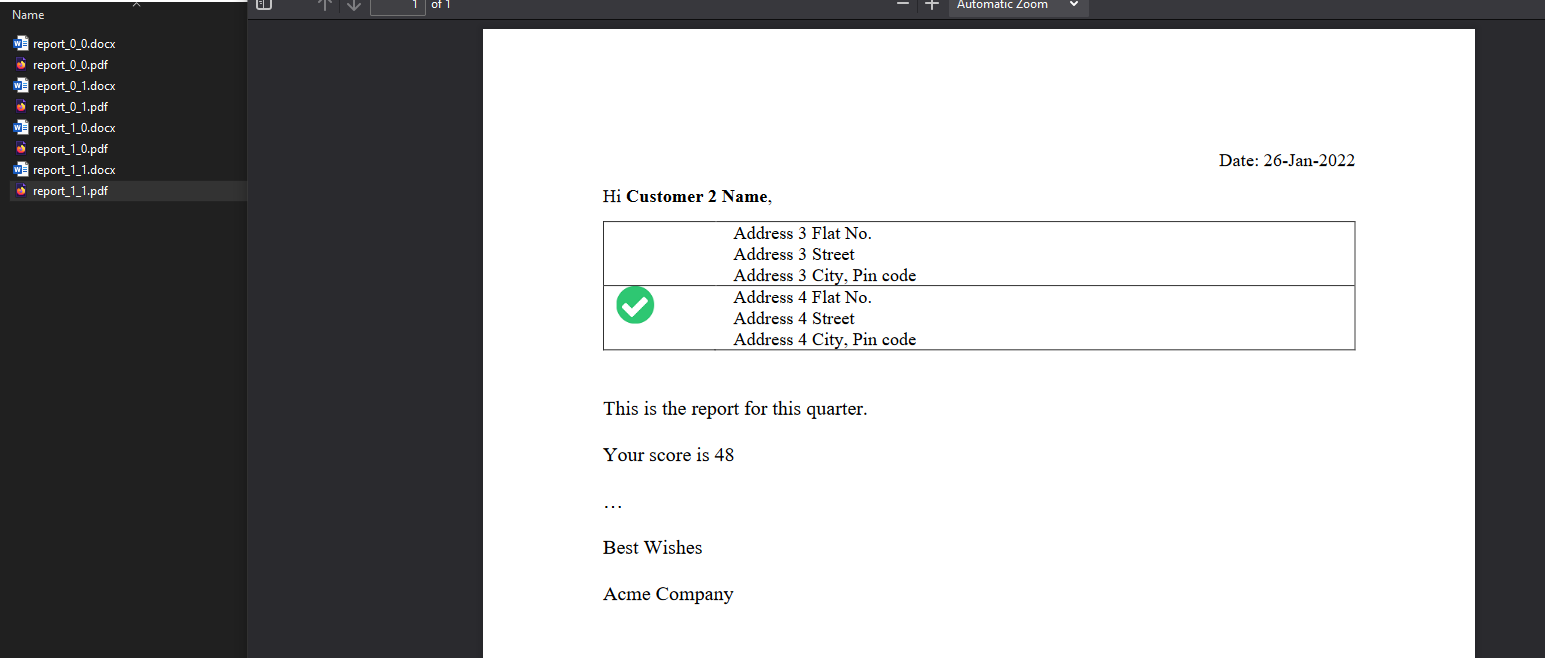 Name
report_0_0.docx
report_0_0.pdf
report_0_1.docx
report_0_1.pdf
report_1_0.docx
report_1_0.pdf
report_1_1.docx
report_1_1.pdf
1 of 1
Automatic Zoom
Date: 26-Jan-2022
Hi Customer 2 Name,
Address 3 Flat No.
Address 3 Street
Address 3 City, Pin code
Address 4 Flat No.
Address 4 Street
Address 4 City, Pin code
This is the report for this quarter.
Your score is 48
…
Best Wishes
Acme Company